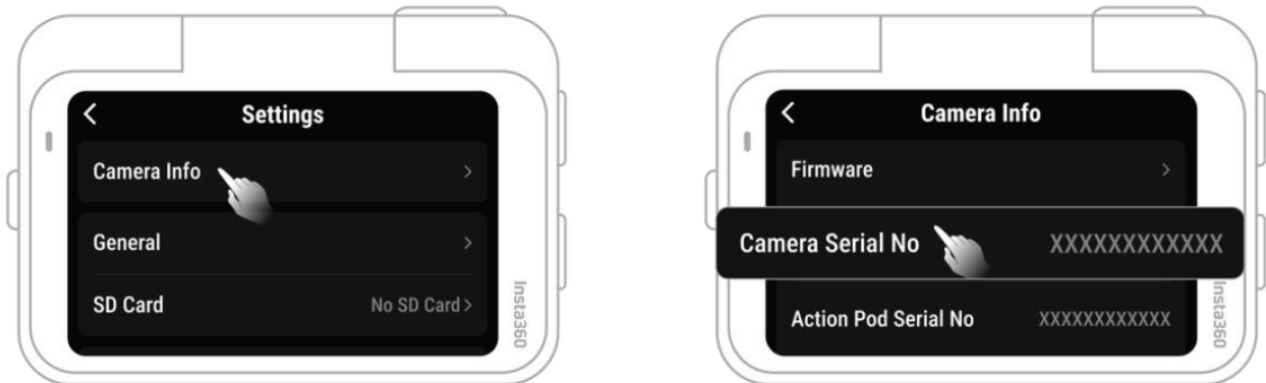 Settings
Camera Info
General
SD Card No SD Card
Insta360
Camera Info
Firmware
Camera Serial No XXXXXXXXXXXX
Action Pod Serial No XXXXXXXXXXXX
Insta360